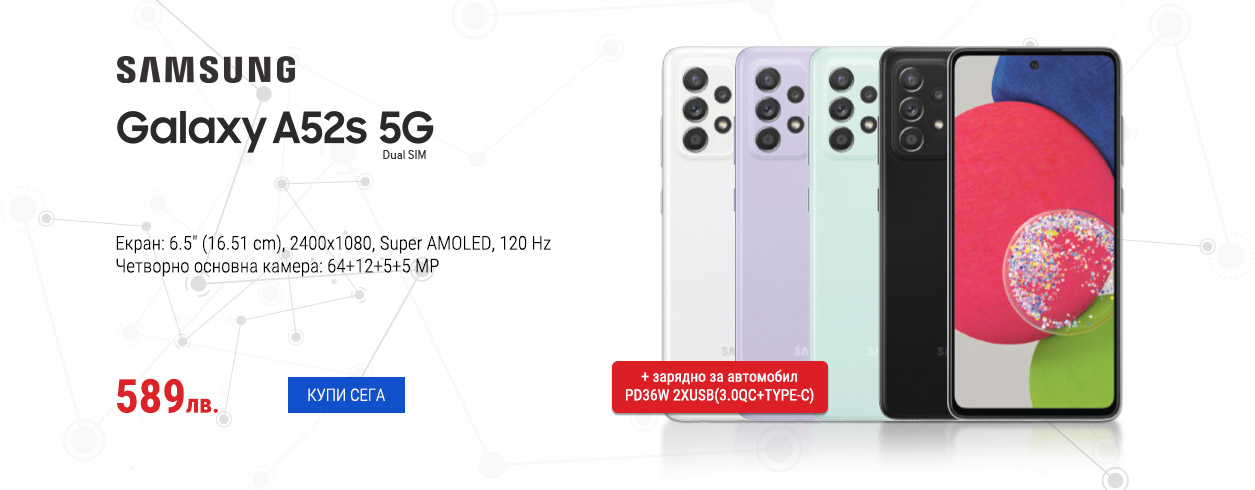 SAMSUNG
Galaxy A52s 5G
Dual SIM
Екран: 6.5" (16.51 cm), 2400x1080, Super AMOLED, 120 Hz
Четворно основна камера: 64+12+5+5 MP
589лв.
КУПИ СЕГА
+ зарядно за автомобил
PD36W 2XUSB(3.0QC+TYPE-C)